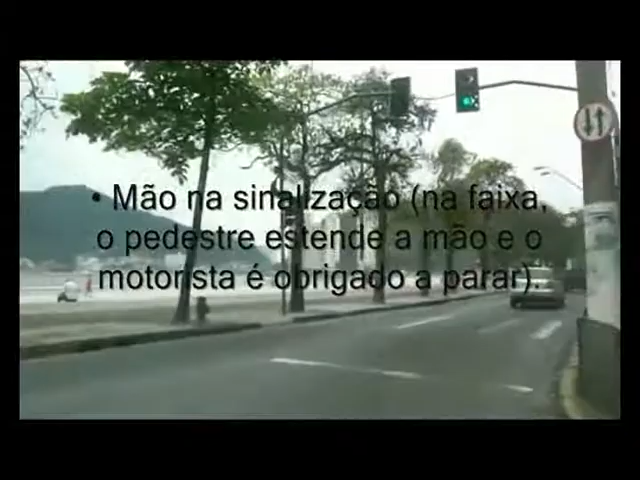 • Mão na sinalização (na faixa,
o pedestre estende a mão e o
motorista é obrigado a parar).